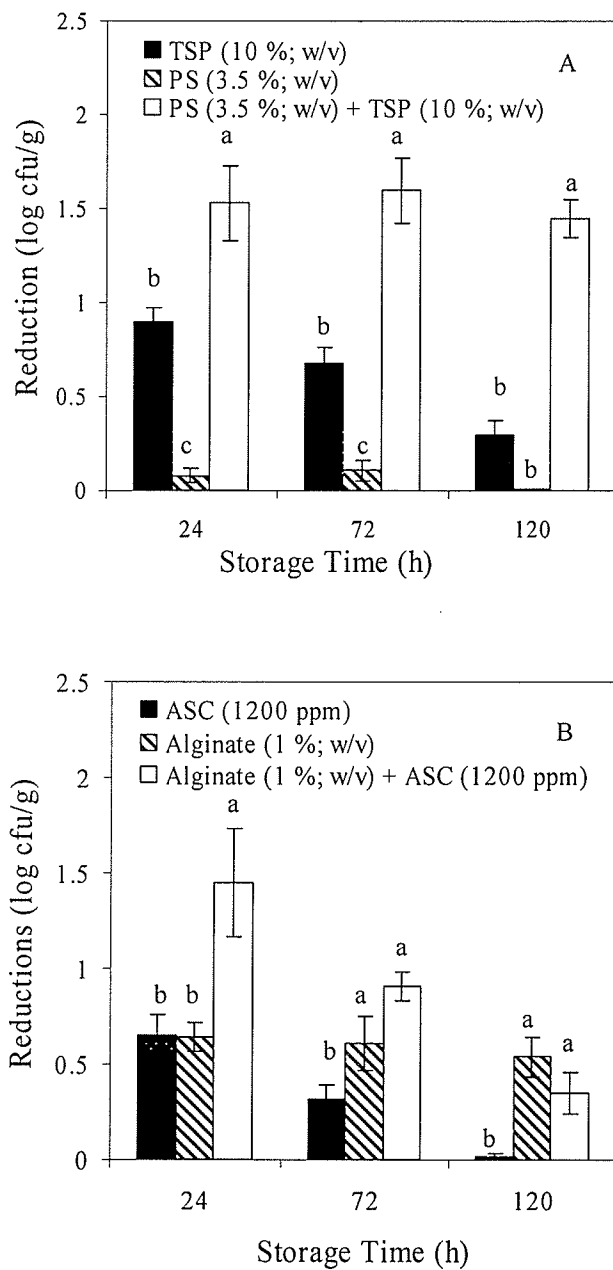 2.5
TSP (10 %; w/v)
A
PS (3.5 %; w/v)
2
PS (3.5 %; w/v) + TSP (10 %; w/v)
a
a
a
1.5
b
1
b
b
0.5
c
c
b
0
24
72
120
Storage Time (h)
Reduction (log cfu/g)
2.5
ASC (1200 ppm)
B
Alginate (1 %; w/v)
2
Alginate (1 %; w/v) + ASC (1200 ppm)
a
1.5
a
1
b
b
a
a
a
b
0.5
b
0
24
72
120
Storage Time (h)
Reductions (log cfu/g)